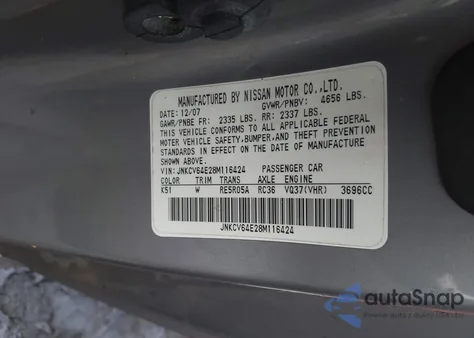 MANUFACTURED BY NISSAN MOTOR CO.,LTD.
DATE: 12/07 GVWR/PNBV: 4656 LBS.
GAWR/PNBE FR: 2335 LBS. RR: 2337 LBS.
THIS VEHICLE CONFORMS TO ALL APPLICABLE FEDERAL
MOTOR VEHICLE SAFETY, BUMPER, AND THEFT PREVENTION
STANDARDS IN EFFECT ON THE DATE OF MANUFACTURE
SHOWN ABOVE.
VIN: JNKCV64E28M116424 PASSENGER CAR
COLOR TRIM TRANS AXLE ENGINE
K51 W RE5R05A RC36 VQ37(VHR) 3696CC
JNKCV64E28M116424
autoSnap